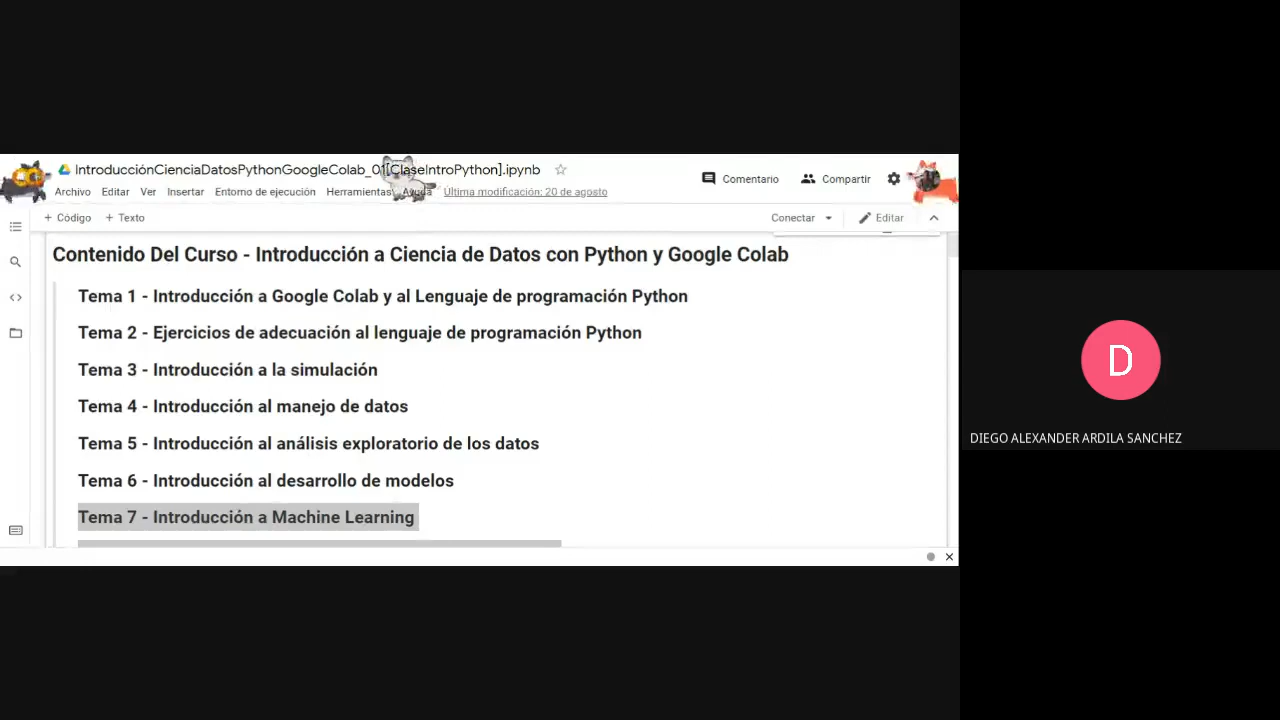 IntroducciónCienciaDatosPythonGoogleColab_01[ClaseIntroPython].ipynb
Archivo Editar Ver Insertar Entorno de ejecución Herramientas Ayuda Última modificación: 20 de agosto
Comentario Compartir
+ Código + Texto
Conectar Editar
Contenido Del Curso - Introducción a Ciencia de Datos con Python y Google Colab
Tema 1 - Introducción a Google Colab y al Lenguaje de programación Python
Tema 2 - Ejercicios de adecuación al lenguaje de programación Python
Tema 3 - Introducción a la simulación
Tema 4 - Introducción al manejo de datos
Tema 5 - Introducción al análisis exploratorio de los datos
Tema 6 - Introducción al desarrollo de modelos
Tema 7 - Introducción a Machine Learning
D
DIEGO ALEXANDER ARDILA SANCHEZ